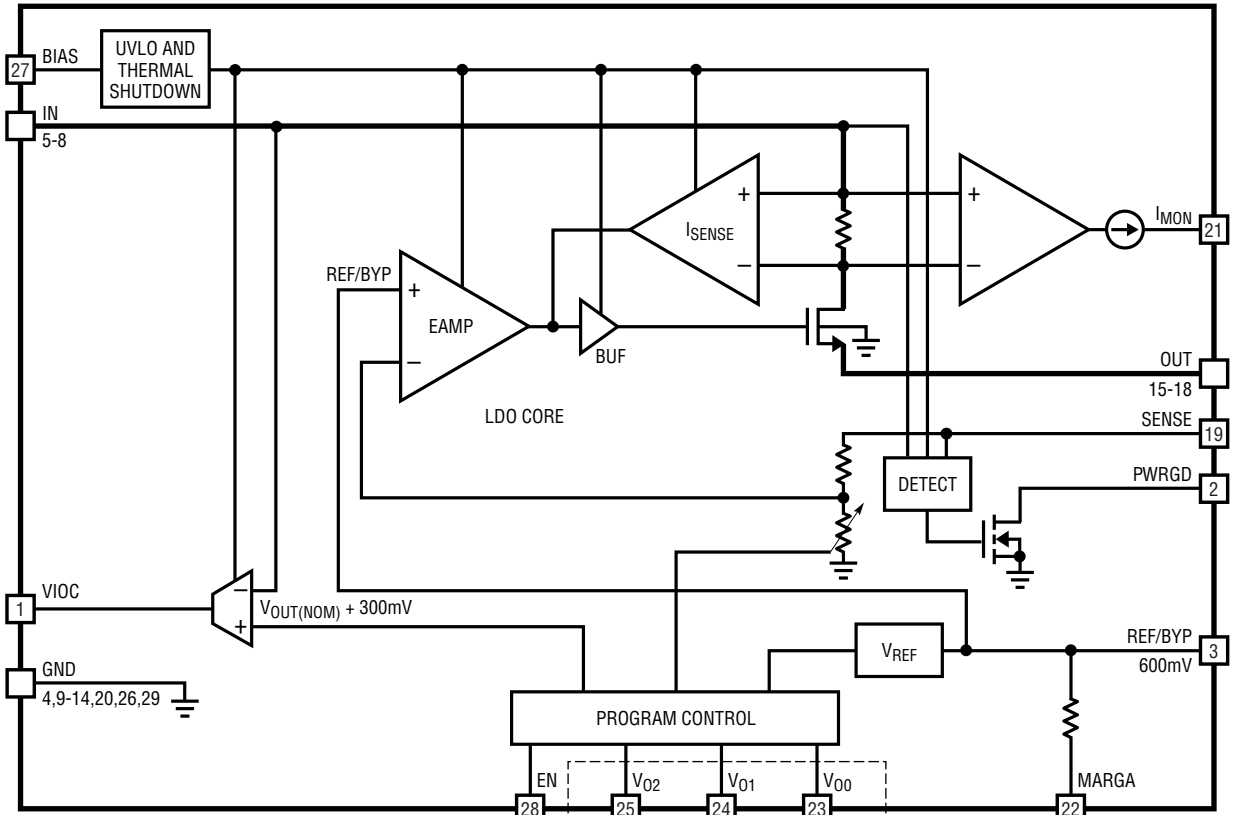 27
BIAS
UVLO AND
THERMAL
SHUTDOWN
IN
5-8
+
–
ISENSE
+
–
IMON
21
REF/BYP
+
–
EAMP
BUF
LDO CORE
OUT
15-18
SENSE
19
DETECT
PWRGD
2
1
VIOC
–
+
VOUT(NOM) + 300mV
GND
4,9-14,20,26,29
VREF
REF/BYP
600mV
3
PROGRAM CONTROL
EN
28
VO2
25
VO1
24
VO0
23
MARGA
22